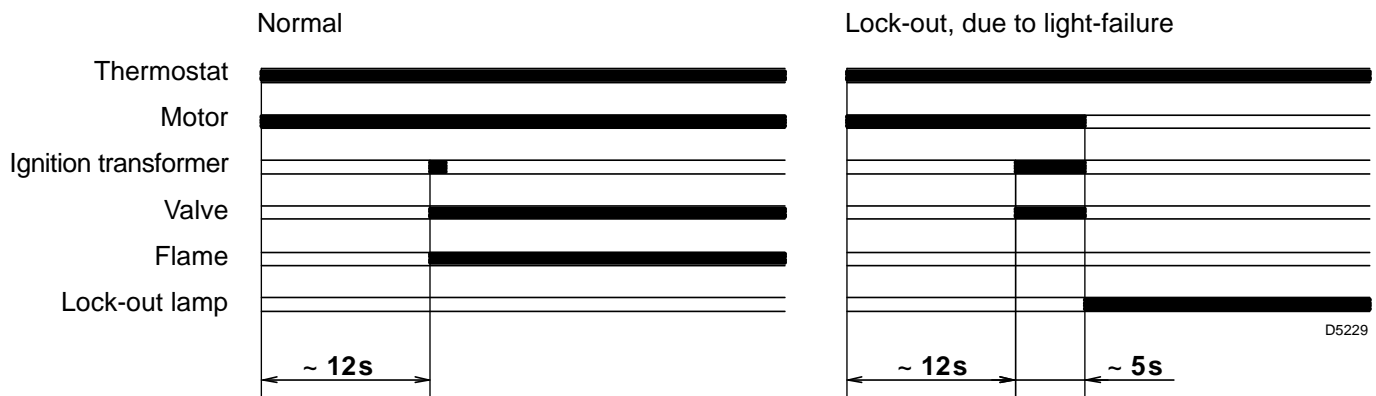 Normal
Lock-out, due to light-failure
Thermostat
Motor
Ignition transformer
Valve
Flame
Lock-out lamp
D5229
~ 12s
~ 12s
~ 5s